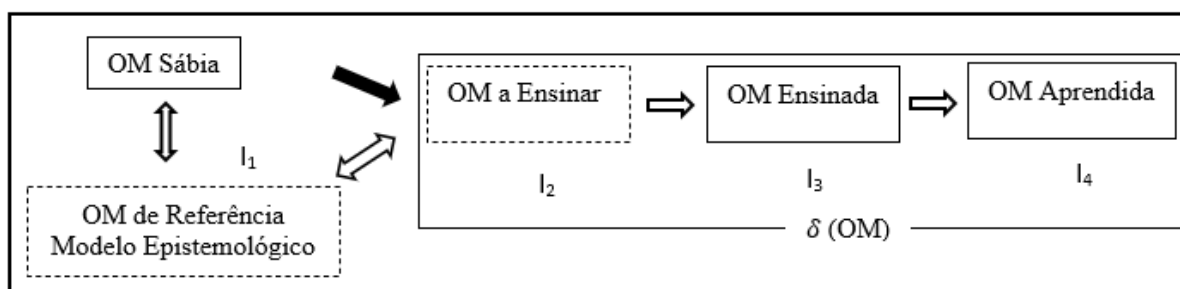 OM Sábia
OM a Ensinar
OM Ensinada
OM Aprendida
I₁
I₂
I₃
I₄
OM de Referência
Modelo Epistemológico
δ (OM)